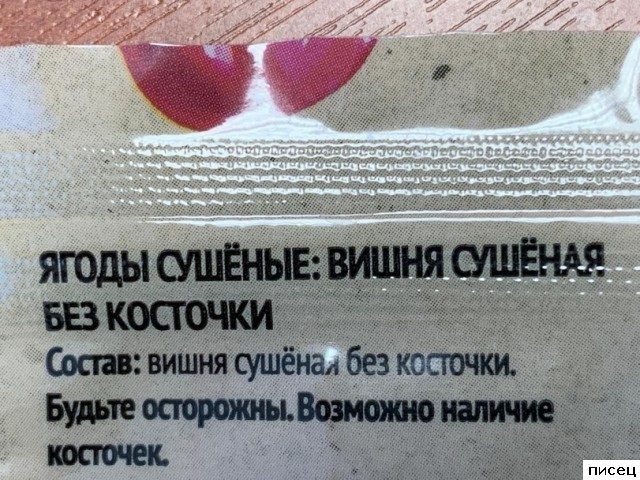 ЯГОДЫ СУШЁНЫЕ: ВИШНЯ СУШЁНАЯ
БЕЗ КОСТОЧКИ
Состав: вишня сушёная без косточки.
Будьте осторожны. Возможно наличие
косточек.
писец